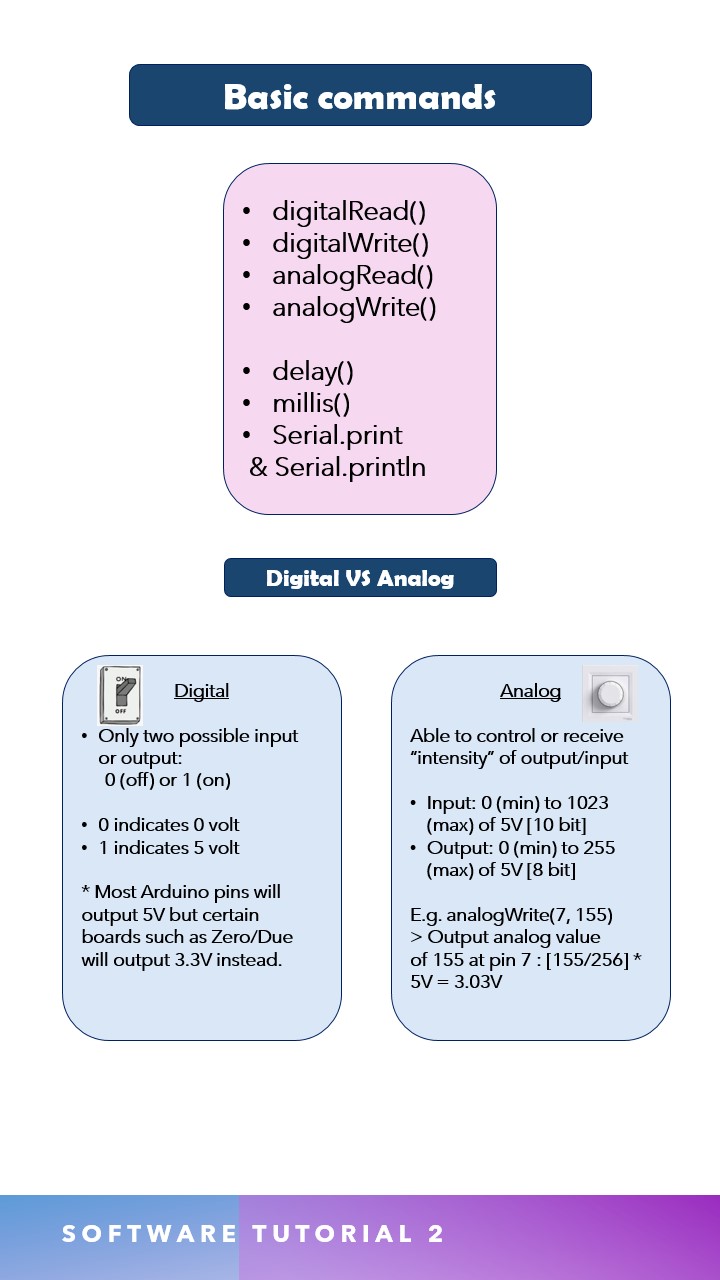 Basic commands
• digitalRead()
• digitalWrite()
• analogRead()
• analogWrite()
• delay()
• millis()
• Serial.print
& Serial.println
Digital VS Analog
ON
OFF
Digital
• Only two possible input
or output:
0 (off) or 1 (on)
• 0 indicates 0 volt
• 1 indicates 5 volt
* Most Arduino pins will
output 5V but certain
boards such as Zero/Due
will output 3.3V instead.
Analog
Able to control or receive
“intensity” of output/input
• Input: 0 (min) to 1023
(max) of 5V [10 bit]
• Output: 0 (min) to 255
(max) of 5V [8 bit]
E.g. analogWrite(7, 155)
> Output analog value
of 155 at pin 7 : [155/256] *
5V = 3.03V
SOFTWARE TUTORIAL 2